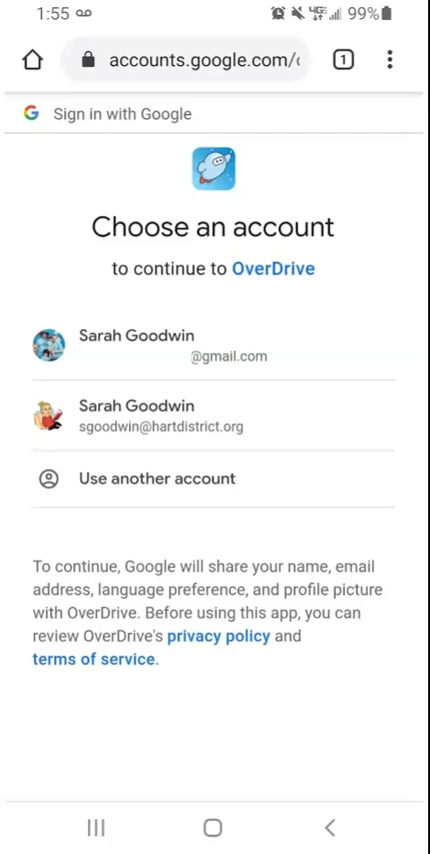 1:55
99%
accounts.google.com/
1
Sign in with Google
Choose an account
to continue to OverDrive
Sarah Goodwin
@gmail.com
Sarah Goodwin
sgoodwin@hartdistrict.org
Use another account
To continue, Google will share your name, email
address, language preference, and profile picture
with OverDrive. Before using this app, you can
review OverDrive's privacy policy and
terms of service.